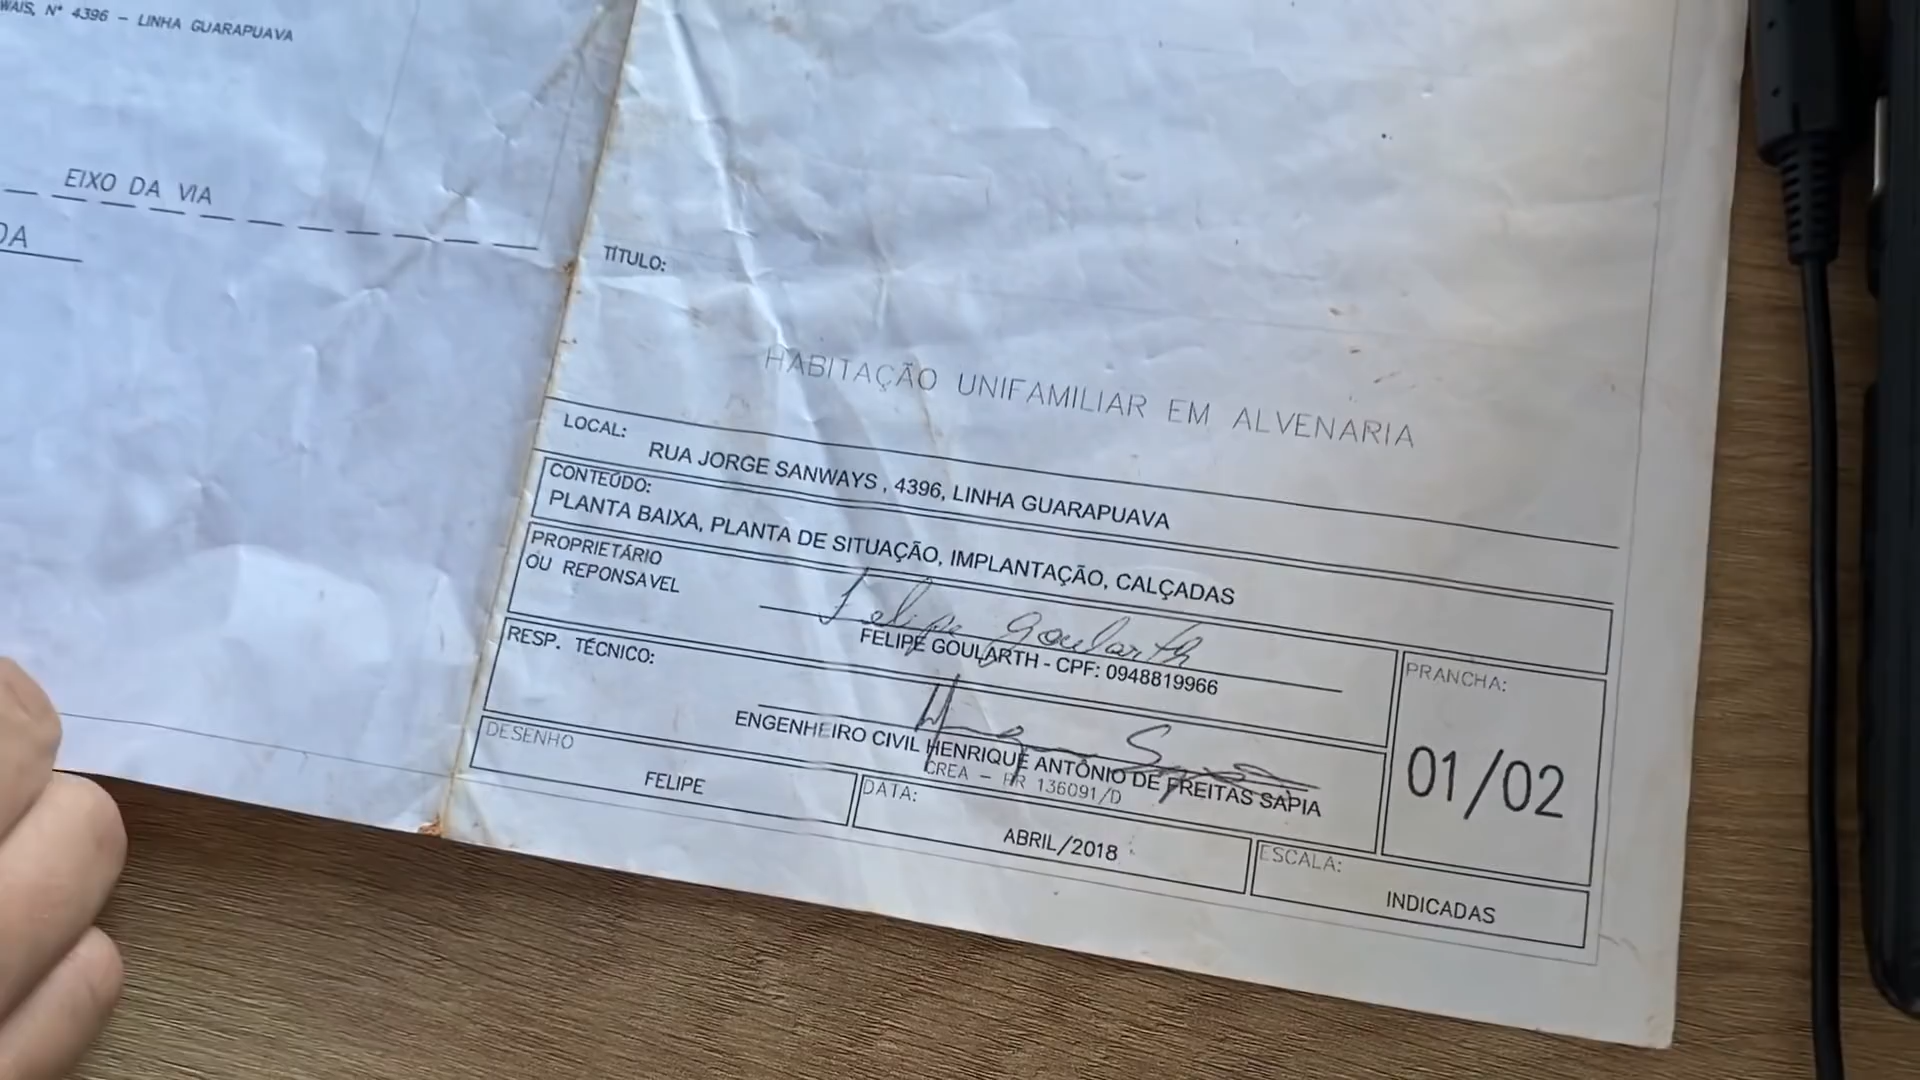 Nº 4396 – LINHA GUARAPUAVA
EIXO DA VIA
TÍTULO:
HABITAÇÃO UNIFAMILIAR EM ALVENARIA
LOCAL:
RUA JORGE SANWAYS , 4396, LINHA GUARAPUAVA
CONTEÚDO:
PLANTA BAIXA, PLANTA DE SITUAÇÃO, IMPLANTAÇÃO, CALÇADAS
PROPRIETÁRIO
OU REPONSAVEL
Felipe Goularth
FELIPE GOULARTH - CPF: 0948819966
RESP. TÉCNICO:
ENGENHEIRO CIVIL HENRIQUE ANTÔNIO DE FREITAS SAPIA
CREA – PR 136091/D
PRANCHA:
01/02
DESENHO
FELIPE
DATA:
ABRIL/2018
ESCALA:
INDICADAS